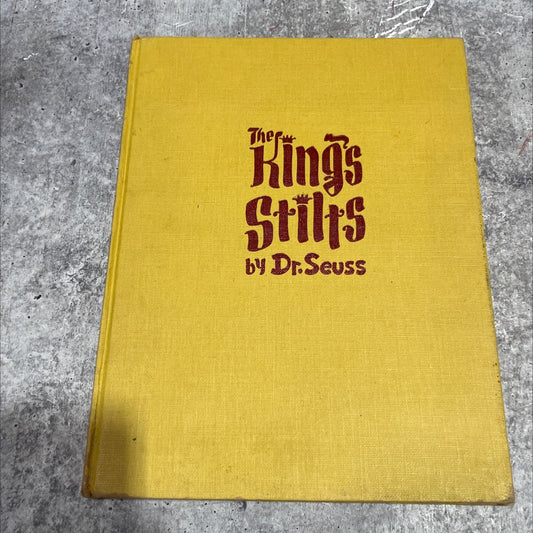 The
King's
Stilts
by Dr. Seuss